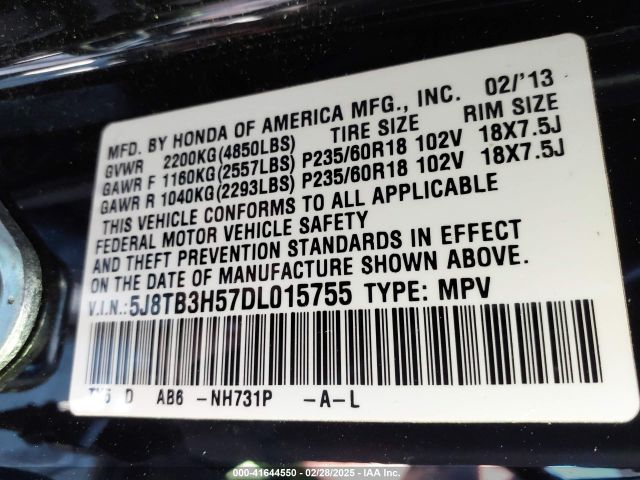 MFD. BY HONDA OF AMERICA MFG., INC. 02/'13
GVWR 2200KG(4850LBS) TIRE SIZE RIM SIZE
GAWR F 1160KG(2557LBS) P235/60R18 102V 18X7.5J
GAWR R 1040KG(2293LBS) P235/60R18 102V 18X7.5J
THIS VEHICLE CONFORMS TO ALL APPLICABLE
FEDERAL MOTOR VEHICLE SAFETY
AND THEFT PREVENTION STANDARDS IN EFFECT
ON THE DATE OF MANUFACTURE SHOWN ABOVE.
V.I.N.:5J8TB3H57DL015755 TYPE: MPV
D AB6 -NH731P -A-L
000-41644550 - 02/28/2025 - IAA Inc.